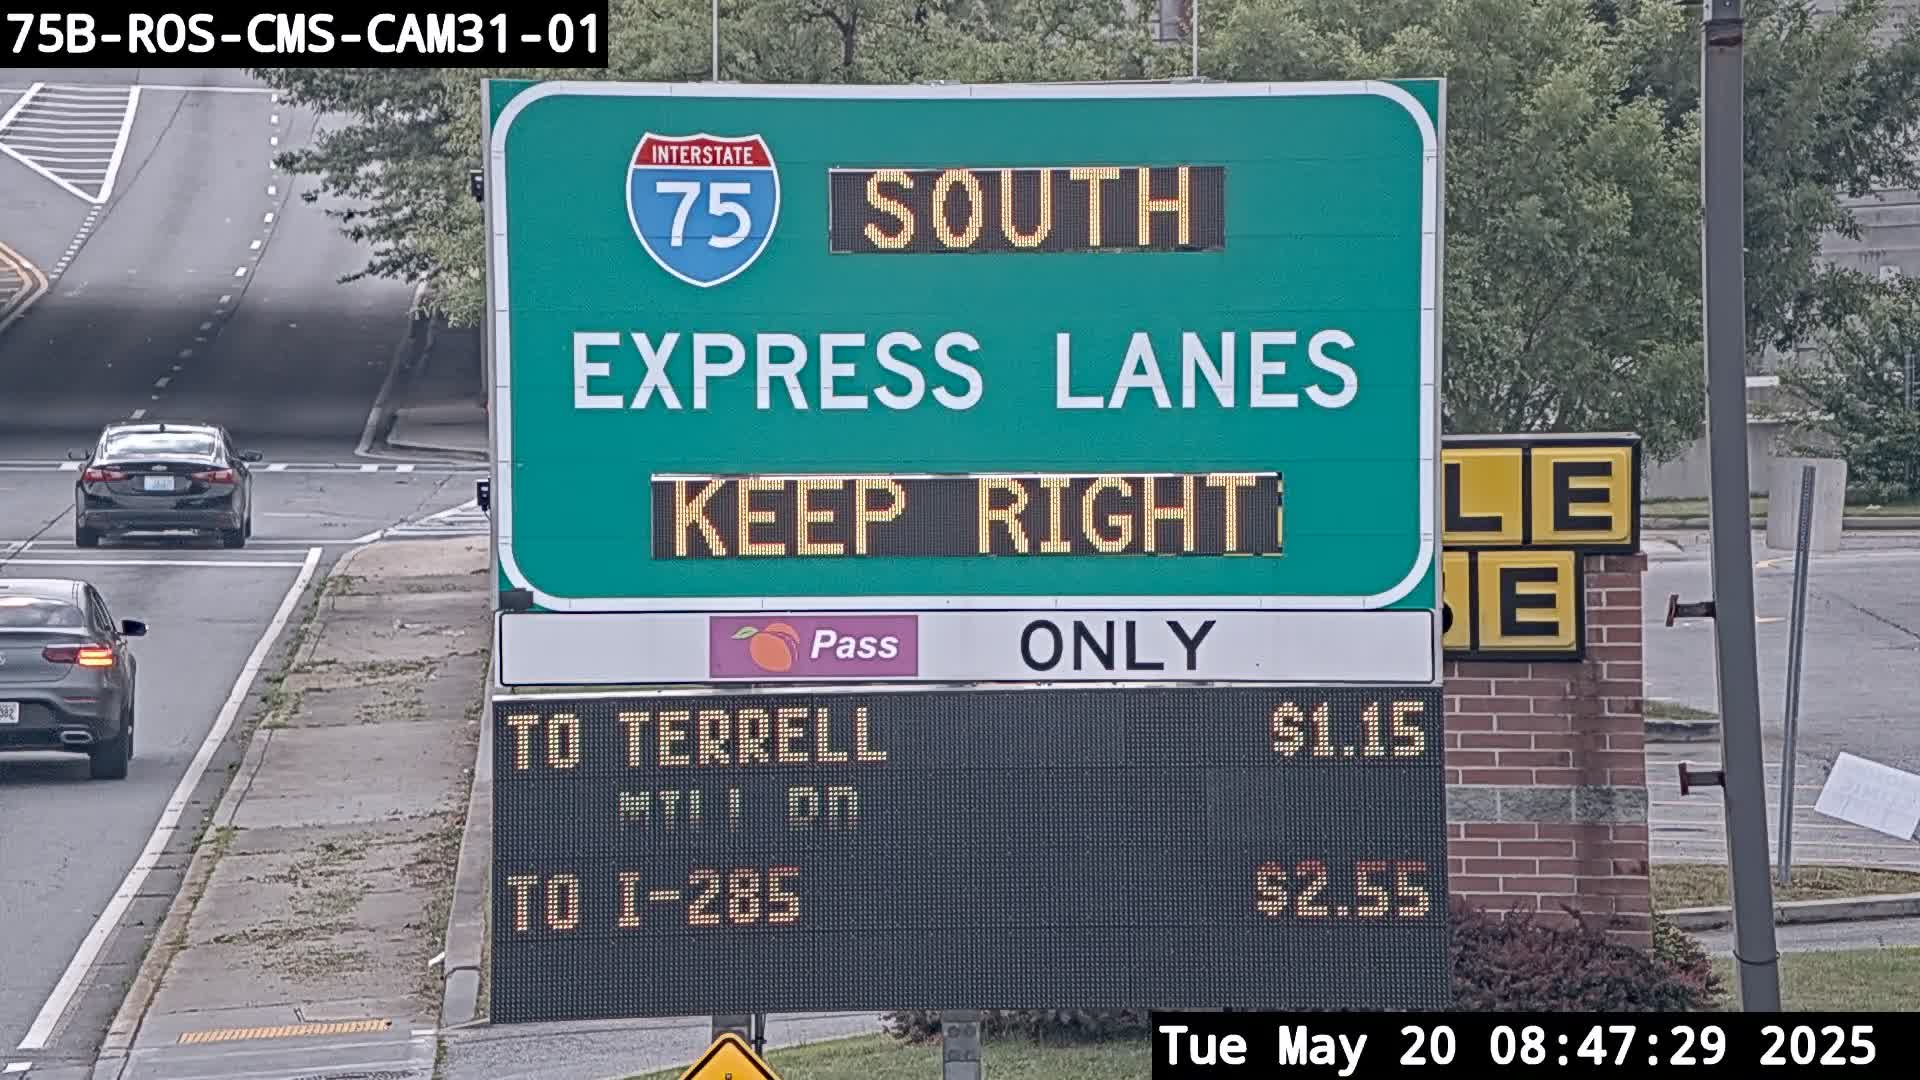 75B-ROS-CMS-CAM31-01
INTERSTATE
75
SOUTH
EXPRESS LANES
KEEP RIGHT
LE
E
Pass ONLY
TO TERRELL $1.15
TO I-285 $2.55
Tue May 20 08:47:29 2025